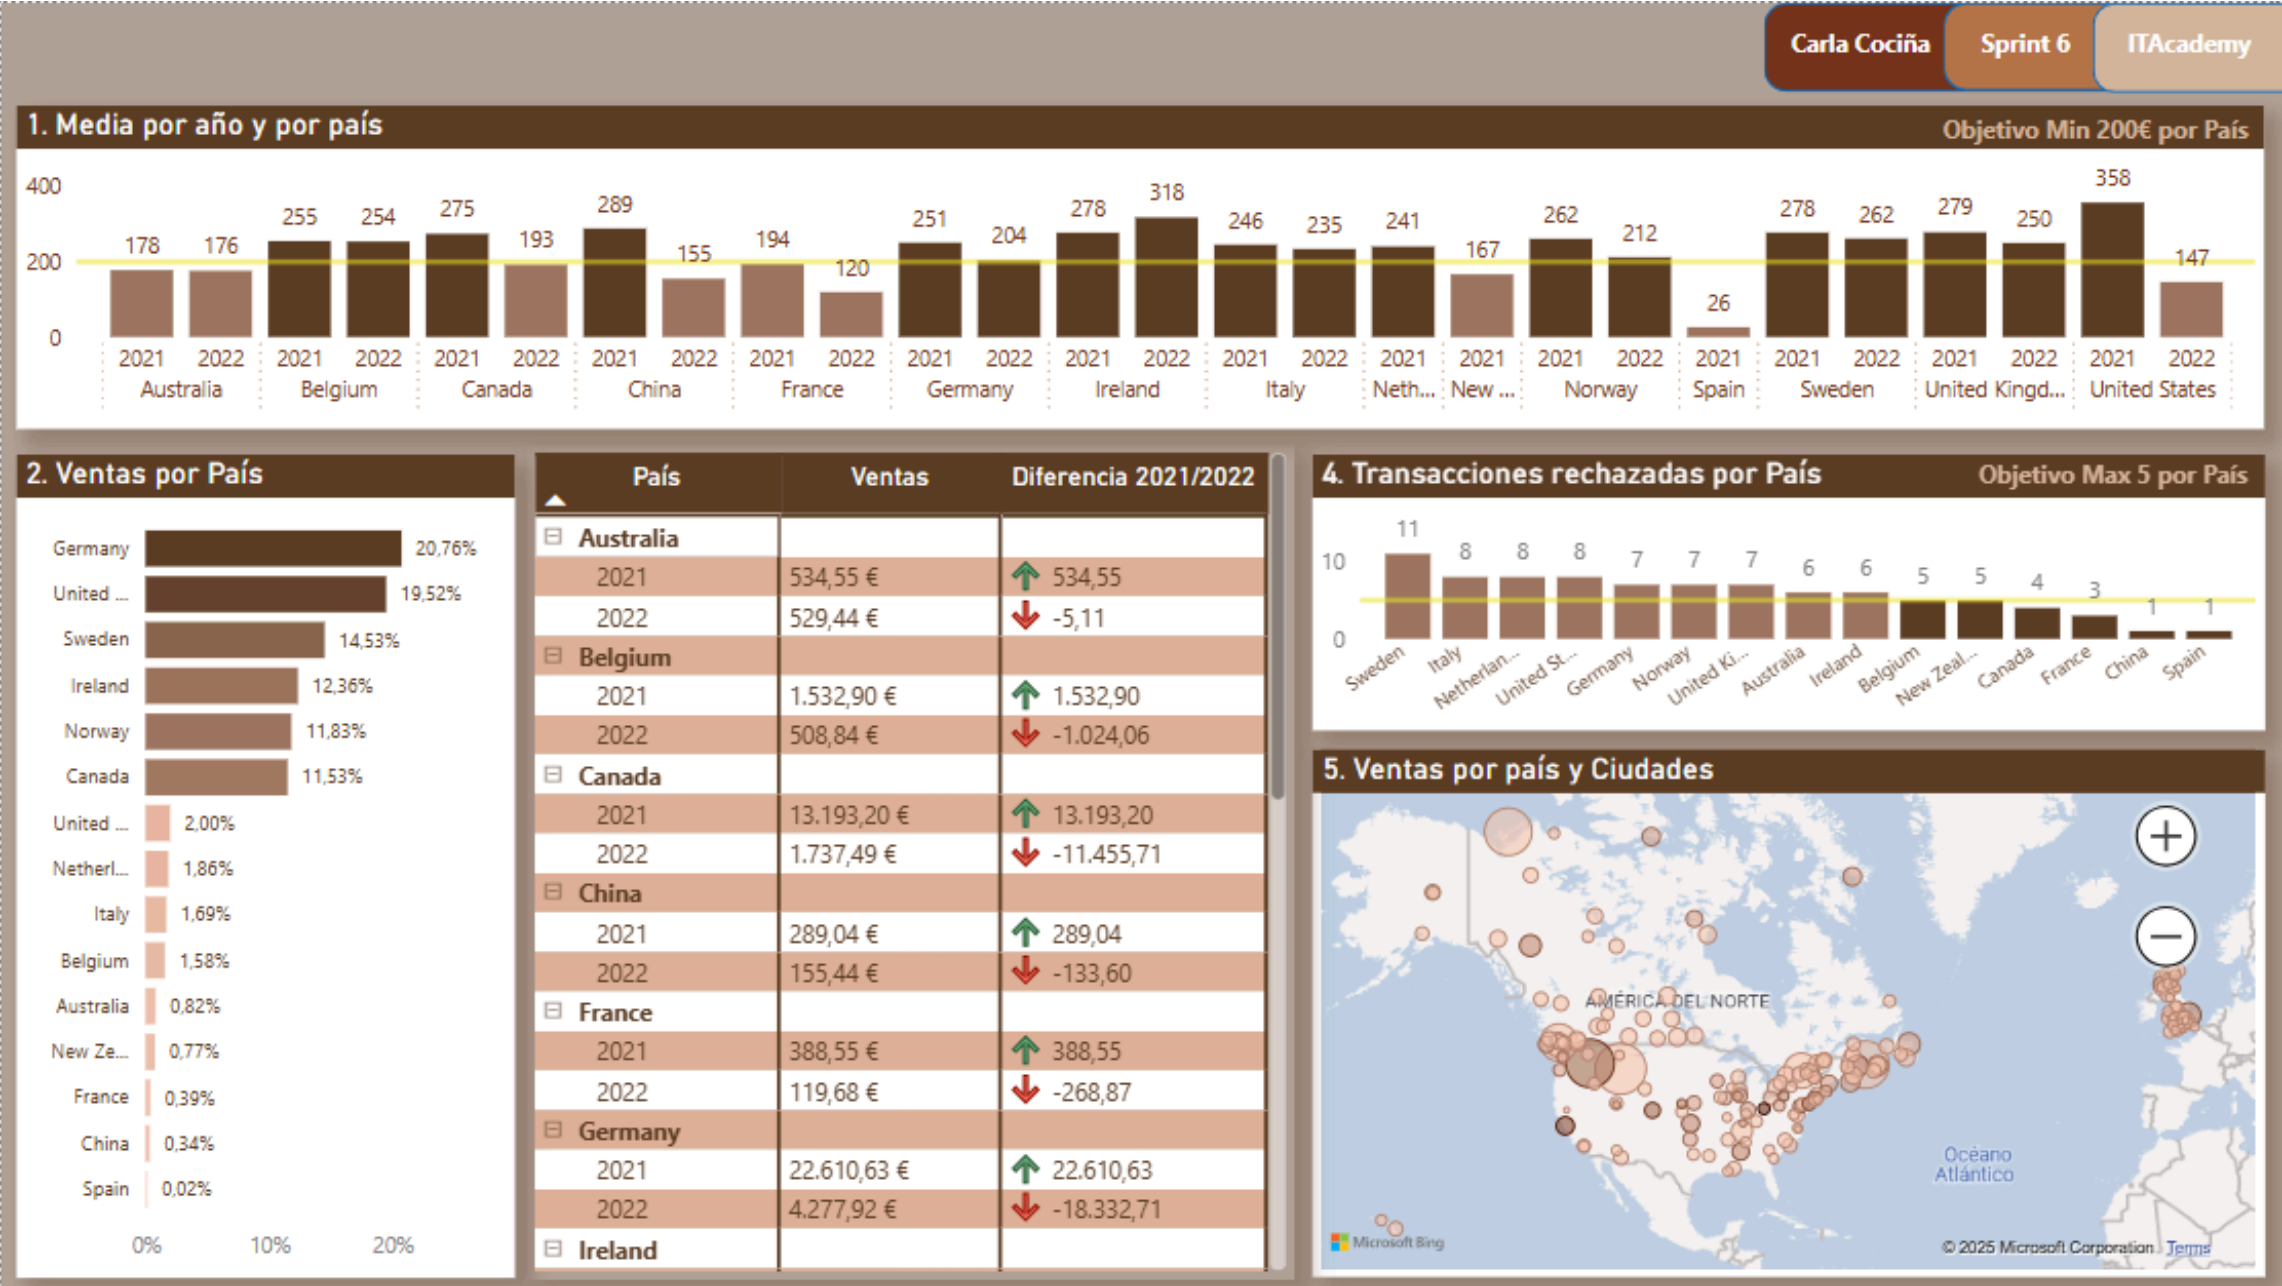 Carla Cociña
Sprint 6
ITAcademy
1. Media por año y por país
Objetivo Min 200€ por País
400
200
0
178 176 255 254 275 193 289 155 194 120 251 204 278 318 246 235 241 167 262 212 26 278 262 279 250 358 147
2021 2022 2021 2022 2021 2022 2021 2022 2021 2022 2021 2022 2021 2022 2021 2022 2021 2021 2021 2022 2021 2021 2022 2021 2022 2021 2022
Australia Belgium Canada China France Germany Ireland Italy Neth... New ... Norway Spain Sweden United Kingd... United States
2. Ventas por País
Germany 20,76%
United ... 19,52%
Sweden 14,53%
Ireland 12,36%
Norway 11,83%
Canada 11,53%
United ... 2,00%
Netherl... 1,86%
Italy 1,69%
Belgium 1,58%
Australia 0,82%
New Ze... 0,77%
France 0,39%
China 0,34%
Spain 0,02%
0% 10% 20%
País Ventas Diferencia 2021/2022
Australia
2021 534,55 € 534,55
2022 529,44 € -5,11
Belgium
2021 1.532,90 € 1.532,90
2022 508,84 € -1.024,06
Canada
2021 13.193,20 € 13.193,20
2022 1.737,49 € -11.455,71
China
2021 289,04 € 289,04
2022 155,44 € -133,60
France
2021 388,55 € 388,55
2022 119,68 € -268,87
Germany
2021 22.610,63 € 22.610,63
2022 4.277,92 € -18.332,71
Ireland
4. Transacciones rechazadas por País
Objetivo Max 5 por País
10
0
11 8 8 8 7 7 7 6 6 5 5 4 3 1 1
Sweden Italy Netherlan... United St... Germany Norway United Ki... Australia Ireland Belgium New Zeal... Canada France China Spain
5. Ventas por país y Ciudades
AMÉRICA DEL NORTE
Océano
Atlántico
Microsoft Bing
© 2025 Microsoft Corporation Terms